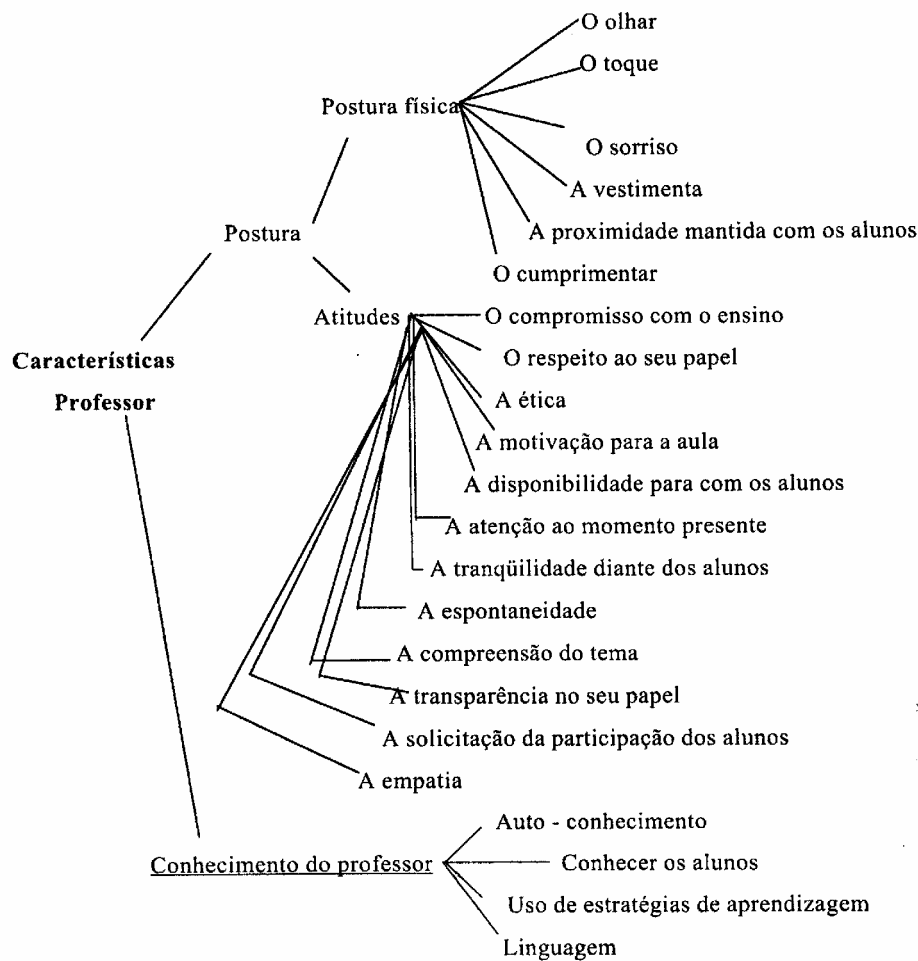 O olhar
O toque
Postura física
O sorriso
A vestimenta
A proximidade mantida com os alunos
Postura
O cumprimentar
Atitudes
O compromisso com o ensino
O respeito ao seu papel
Características
Professor
A ética
A motivação para a aula
A disponibilidade para com os alunos
A atenção ao momento presente
A tranqüilidade diante dos alunos
A espontaneidade
A compreensão do tema
A transparência no seu papel
A solicitação da participação dos alunos
A empatia
Auto - conhecimento
Conhecimento do professor
Conhecer os alunos
Uso de estratégias de aprendizagem
Linguagem